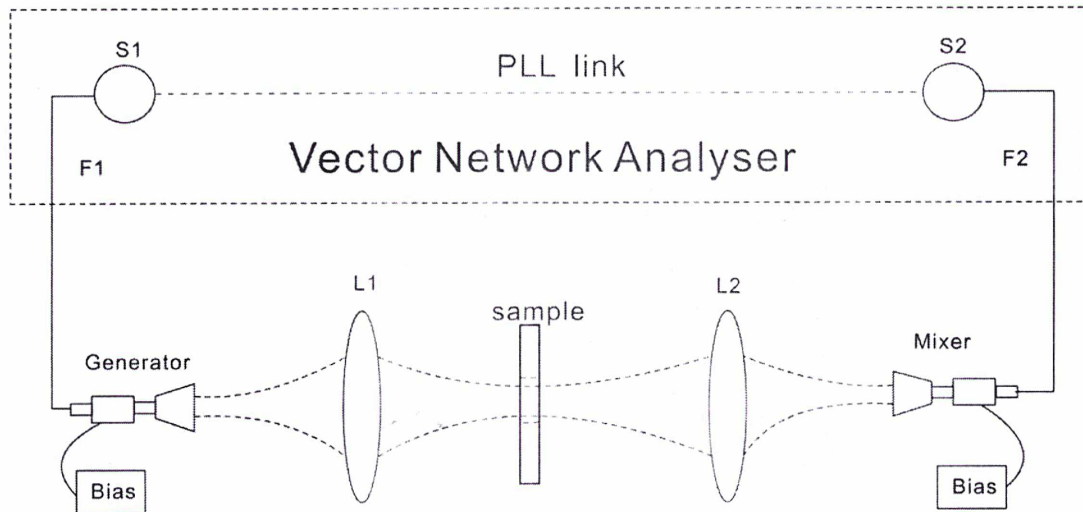 S1
S2
PLL link
F1
Vector Network Analyser
F2
L1
L2
sample
Generator
Mixer
Bias
Bias